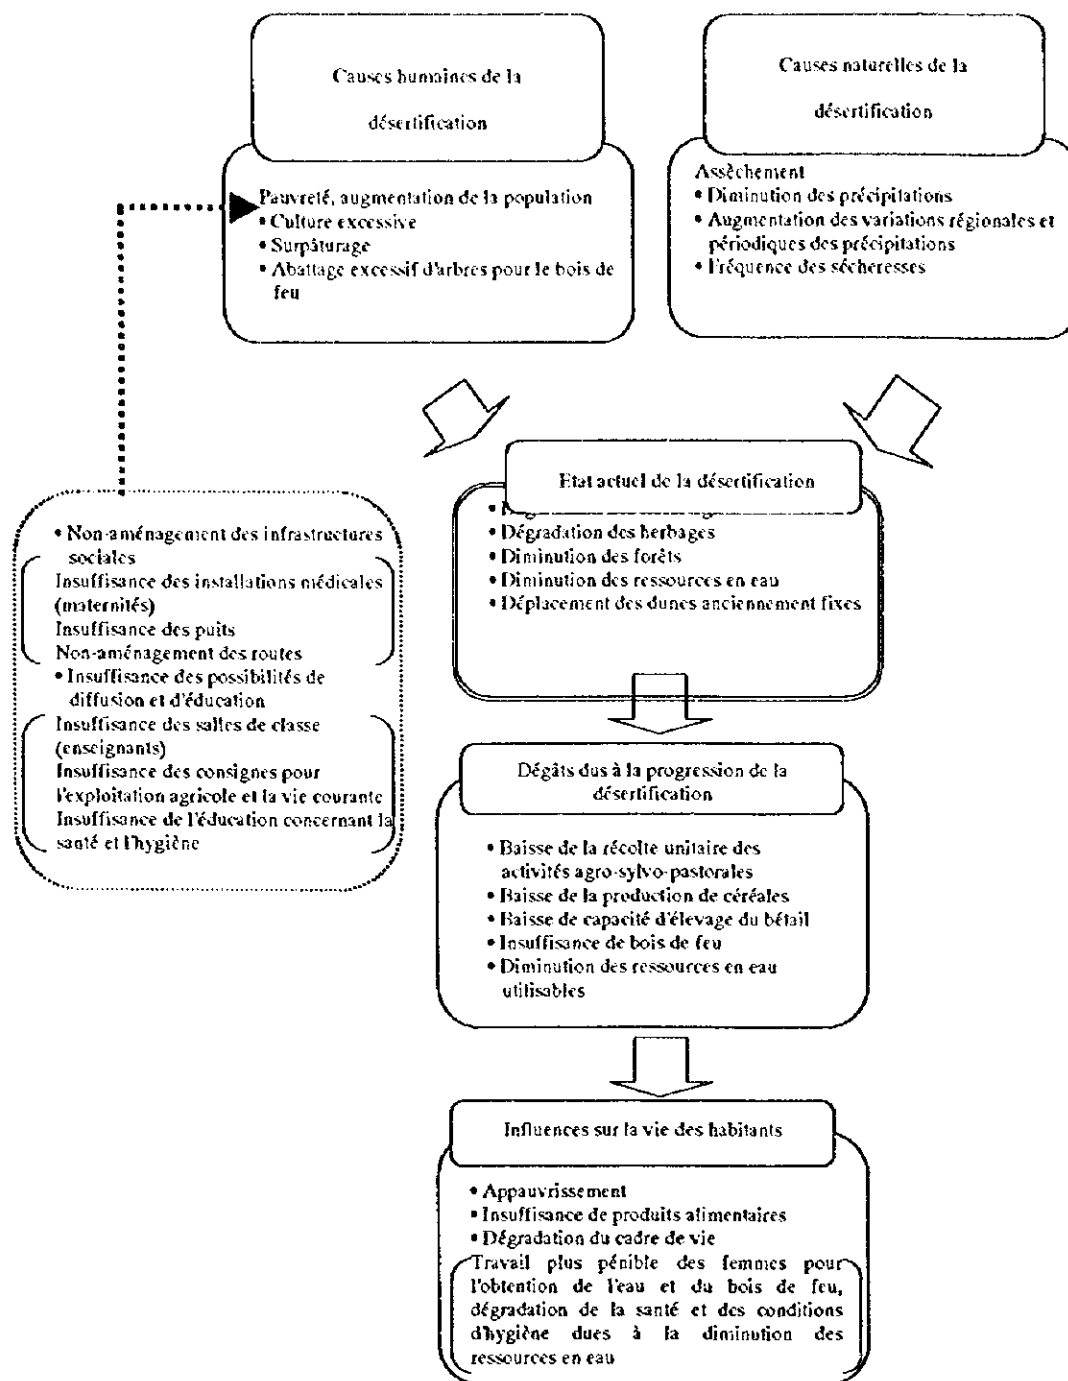 Causes humaines de la
désertification
Pauvreté, augmentation de la population
• Culture excessive
• Surpâturage
• Abattage excessif d'arbres pour le bois de
feu
Causes naturelles de la
désertification
Assèchement
• Diminution des précipitations
• Augmentation des variations régionales et
périodiques des précipitations
• Fréquence des sécheresses
• Non-aménagement des infrastructures
sociales
Insuffisance des installations médicales
(maternités)
Insuffisance des puits
Non-aménagement des routes
• Insuffisance des possibilités de
diffusion et d'éducation
Insuffisance des salles de classe
(enseignants)
Insuffisance des consignes pour
l'exploitation agricole et la vie courante
Insuffisance de l'éducation concernant la
santé et l'hygiène
Etat actuel de la désertification
• Dégradation des herbages
• Diminution des forêts
• Diminution des ressources en eau
• Déplacement des dunes anciennement fixes
Dégâts dus à la progression de la
désertification
• Baisse de la récolte unitaire des
activités agro-sylvo-pastorales
• Baisse de la production de céréales
• Baisse de capacité d'élevage du bétail
• Insuffisance de bois de feu
• Diminution des ressources en eau
utilisables
Influences sur la vie des habitants
• Appauvrissement
• Insuffisance de produits alimentaires
• Dégradation du cadre de vie
Travail plus pénible des femmes pour
l'obtention de l'eau et du bois de feu,
dégradation de la santé et des conditions
d'hygiène dues à la diminution des
ressources en eau